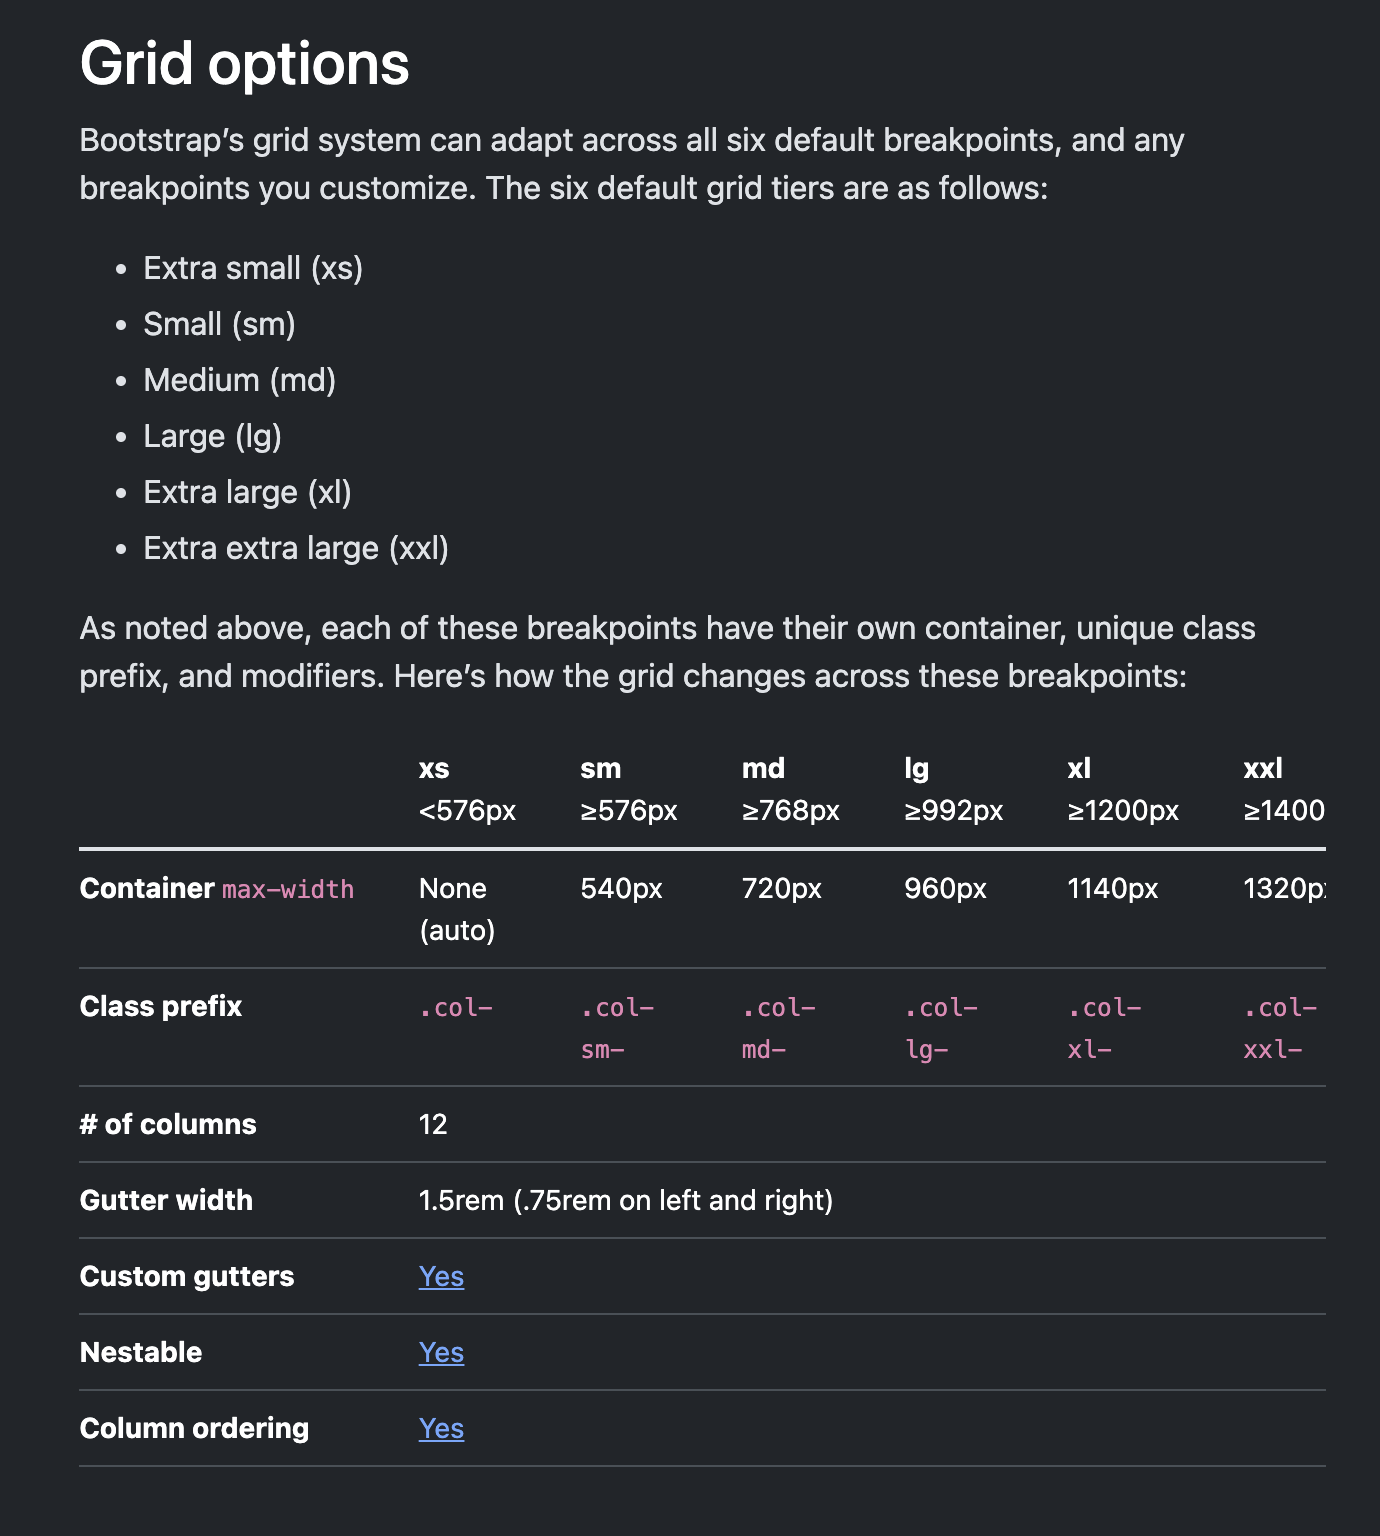 Grid options
Bootstrap’s grid system can adapt across all six default breakpoints, and any
breakpoints you customize. The six default grid tiers are as follows:
• Extra small (xs)
• Small (sm)
• Medium (md)
• Large (lg)
• Extra large (xl)
• Extra extra large (xxl)
As noted above, each of these breakpoints have their own container, unique class
prefix, and modifiers. Here’s how the grid changes across these breakpoints:
xs sm md lg xl xxl
<576px ≥576px ≥768px ≥992px ≥1200px ≥1400
Container max-width None 540px 720px 960px 1140px 1320p
(auto)
Class prefix .col- .col- .col- .col- .col- .col-
sm- md- lg- xl- xxl-
# of columns 12
Gutter width 1.5rem (.75rem on left and right)
Custom gutters Yes
Nestable Yes
Column ordering Yes